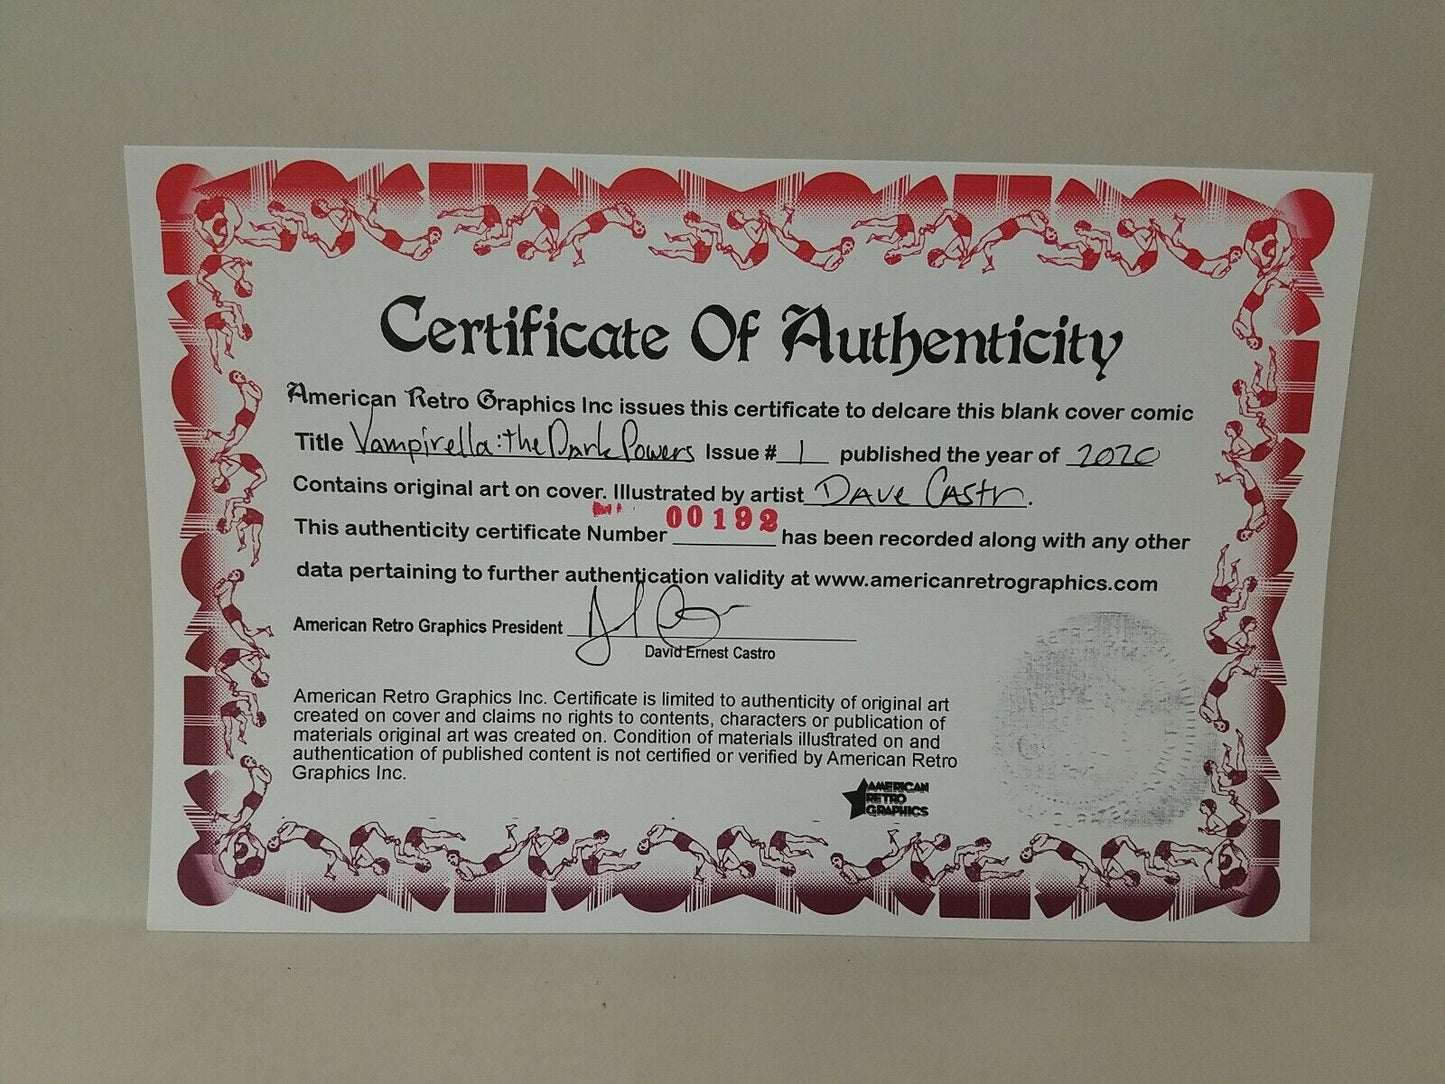 Certificate Of Authenticity
American Retro Graphics Inc issues this certificate to delcare this blank cover comic
Title Vampirella: the Dark Powers Issue # 1 published the year of 2020
Contains original art on cover. Illustrated by artist Dave Castr.
This authenticity certificate Number 00192 has been recorded along with any other
data pertaining to further authentication validity at www.americanretrographics.com
American Retro Graphics President
David Ernest Castro
American Retro Graphics Inc. Certificate is limited to authenticity of original art
created on cover and claims no rights to contents, characters or publication of
materials original art was created on. Condition of materials illustrated on and
authentication of published content is not certified or verified by American Retro
Graphics Inc.
AMERICAN
RETRO
GRAPHICS